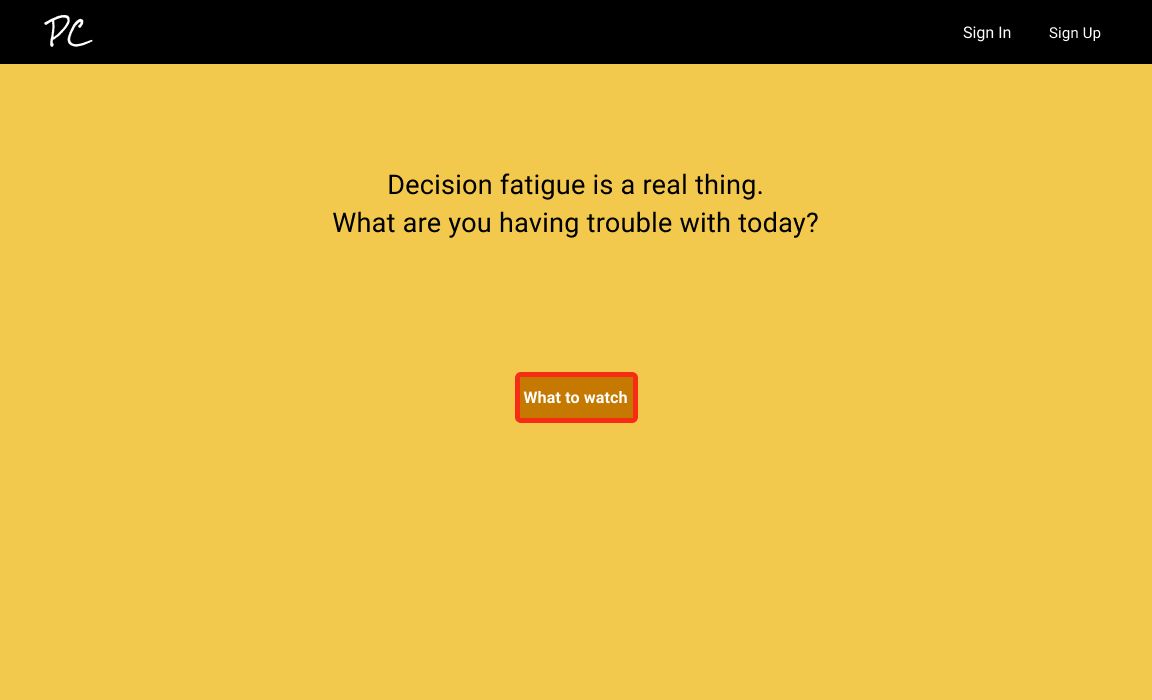 PC
Sign In
Sign Up
Decision fatigue is a real thing.
What are you having trouble with today?
What to watch